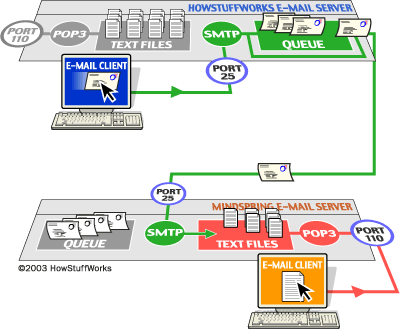 HOWSTUFFWORKS E-MAIL SERVER
PORT
110
POP3
TEXT FILES
SMTP
QUEUE
E-MAIL CLIENT
PORT
25
PORT
25
MINDSPRING E-MAIL SERVER
QUEUE
SMTP
TEXT FILES
POP3
PORT
110
©2003 HowStuffWorks
E-MAIL CLIENT